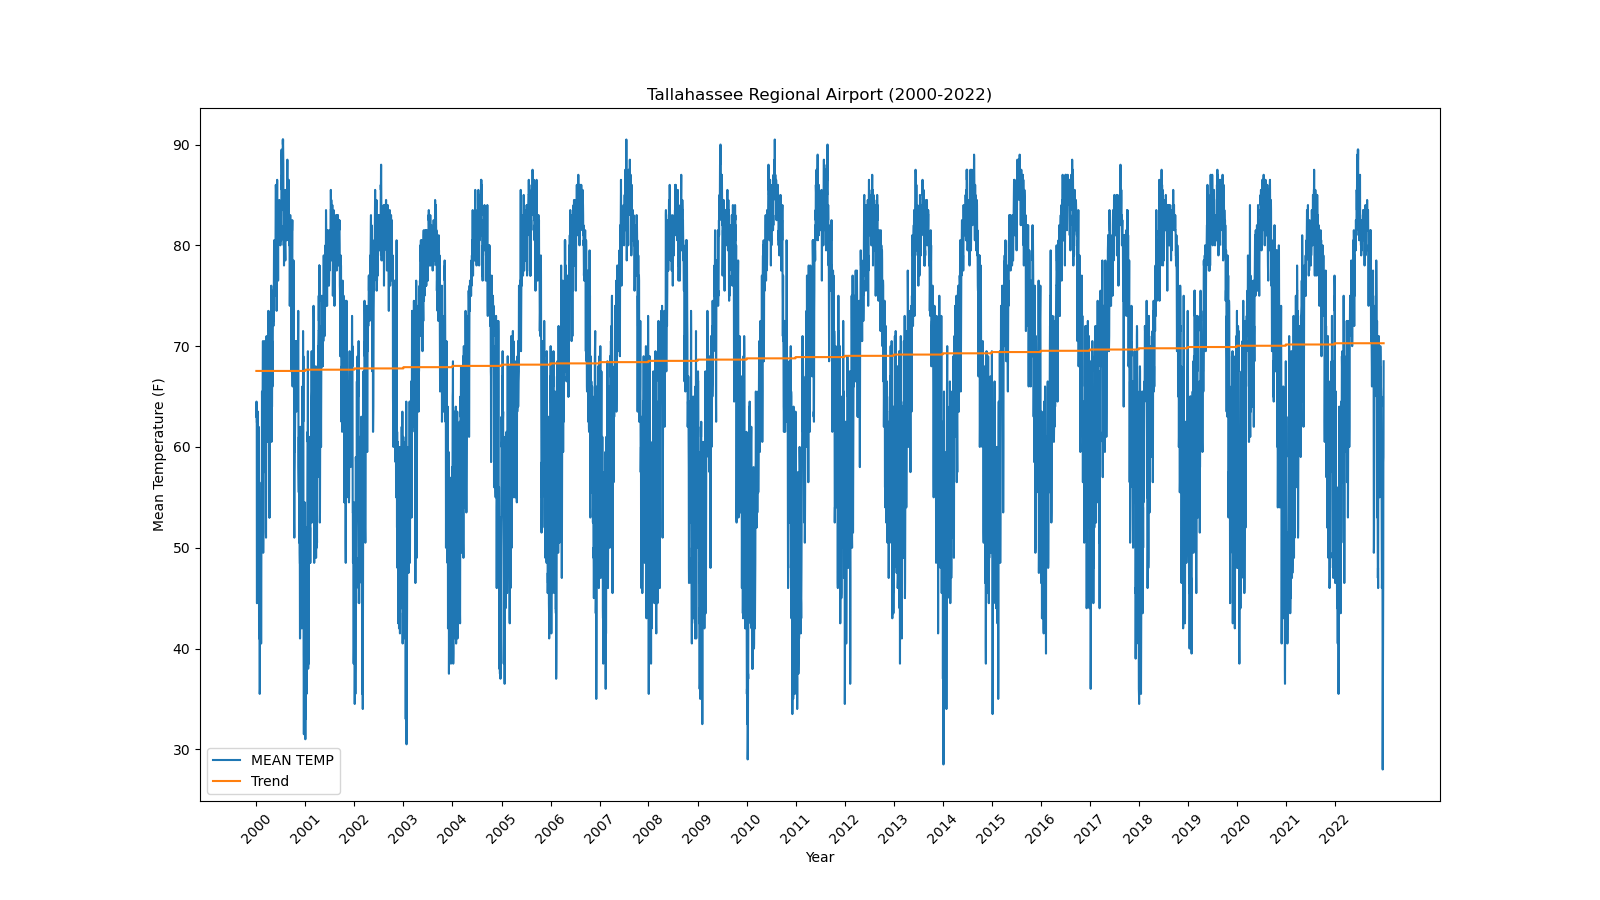 Tallahassee Regional Airport (2000-2022)
Mean Temperature (F)
90
80
70
60
50
40
30
MEAN TEMP
Trend
2000 2001 2002 2003 2004 2005 2006 2007 2008 2009 2010 2011 2012 2013 2014 2015 2016 2017 2018 2019 2020 2021 2022
Year